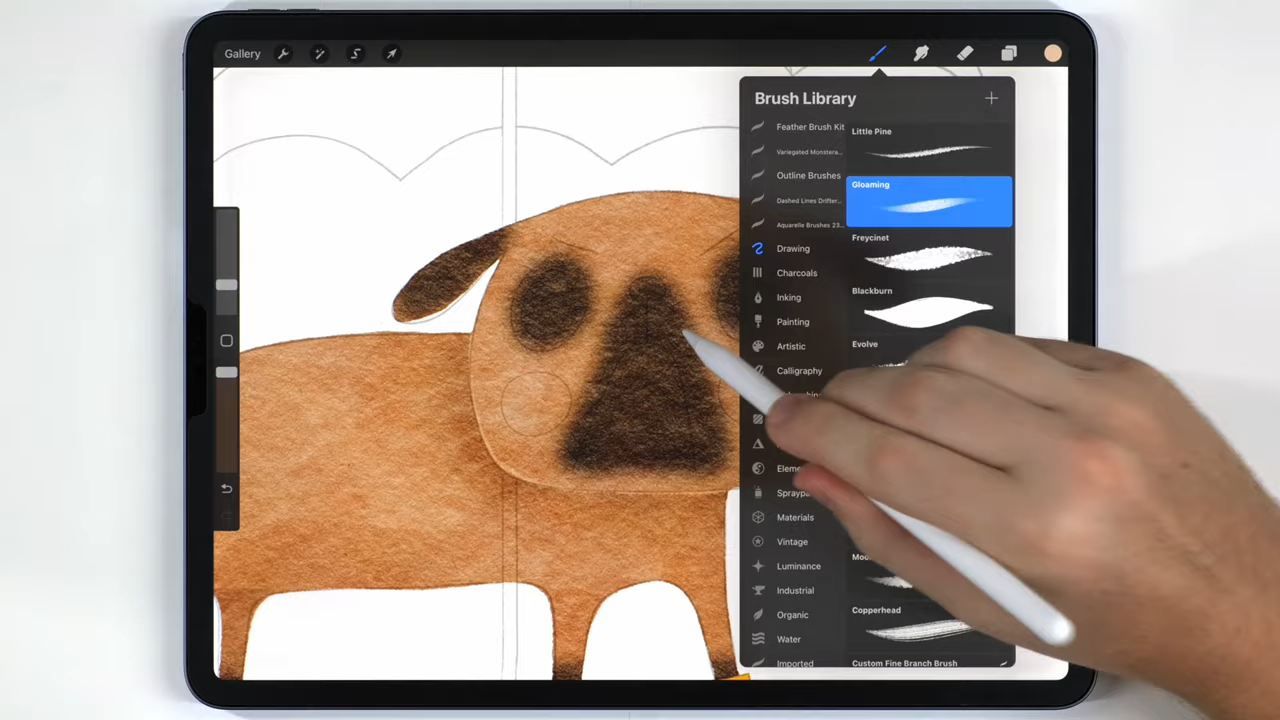 Gallery
Brush Library
Feather Brush Kit
Variegated Monstera...
Outline Brushes
Dashed Lines Drifter...
Aquarelle Brushes 23...
Drawing
Charcoals
Inking
Painting
Artistic
Calligraphy
Materials
Vintage
Luminance
Industrial
Organic
Water
Imported
Little Pine
Gloaming
Freycinet
Blackburn
Evolve
Copperhead
Custom Fine Branch Brush